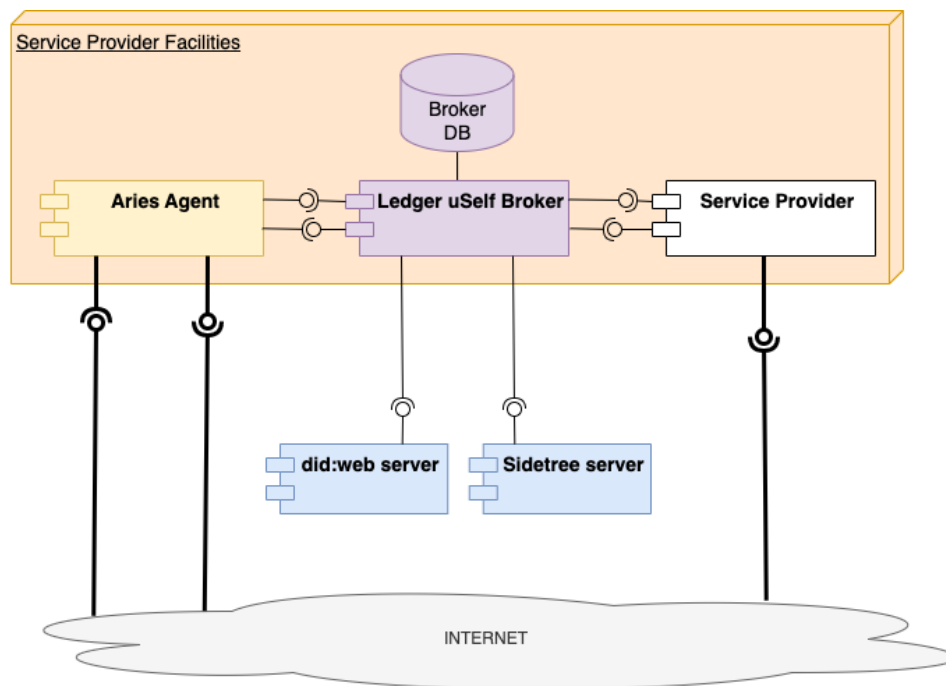 Service Provider Facilities
Broker
DB
Aries Agent
Ledger uSelf Broker
Service Provider
did:web server
Sidetree server
INTERNET